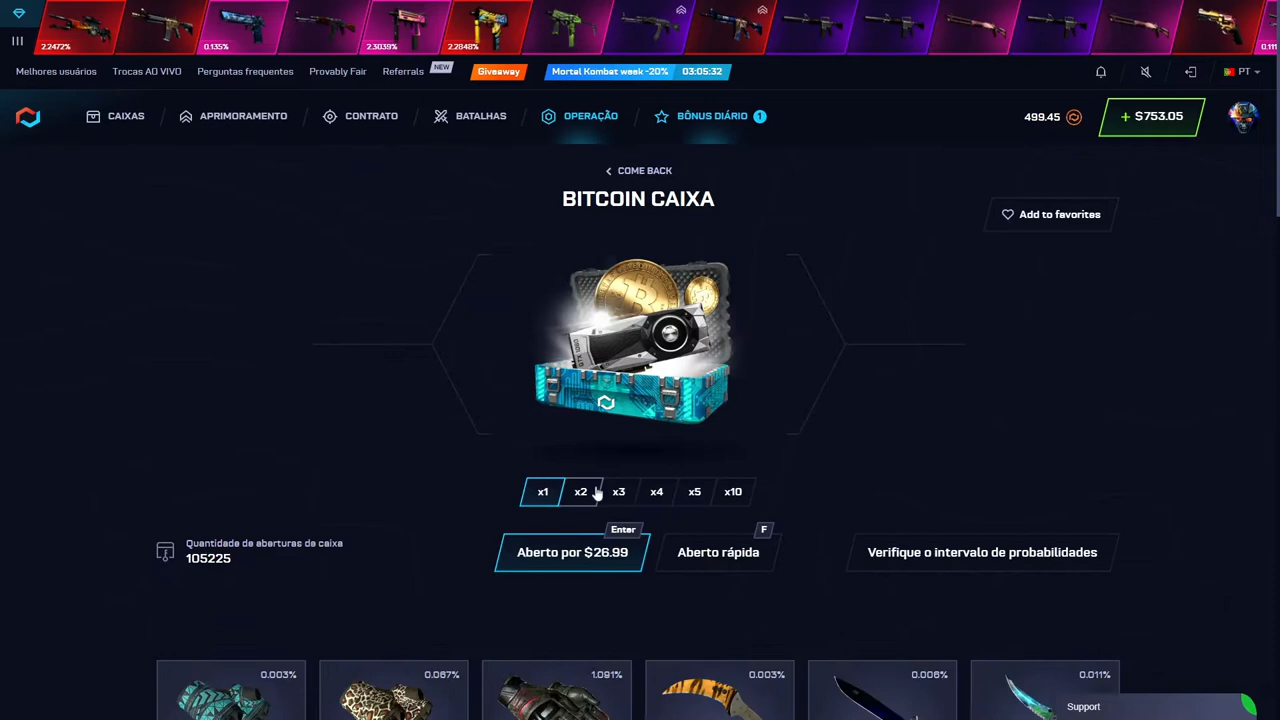 2.2472%
0.135%
2.3039%
2.2848%
0.111
Melhores usuários
Trocas AO VIVO
Perguntas frequentes
Provably Fair
Referrals
NEW
Giveaway
Mortal Kombat week -20%
03:05:32
PT
CAIXAS
APRIMORAMENTO
CONTRATO
BATALHAS
OPERAÇÃO
BÔNUS DIÁRIO
1
499.45
+ $753.05
COME BACK
BITCOIN CAIXA
Add to favorites
x1
x2
x3
x4
x5
x10
Enter
F
Quantidade de aberturas da caixa
105225
Aberto por $26.99
Aberto rápida
Verifique o intervalo de probabilidades
0.003%
0.067%
1.091%
0.003%
0.006%
0.011%
Support